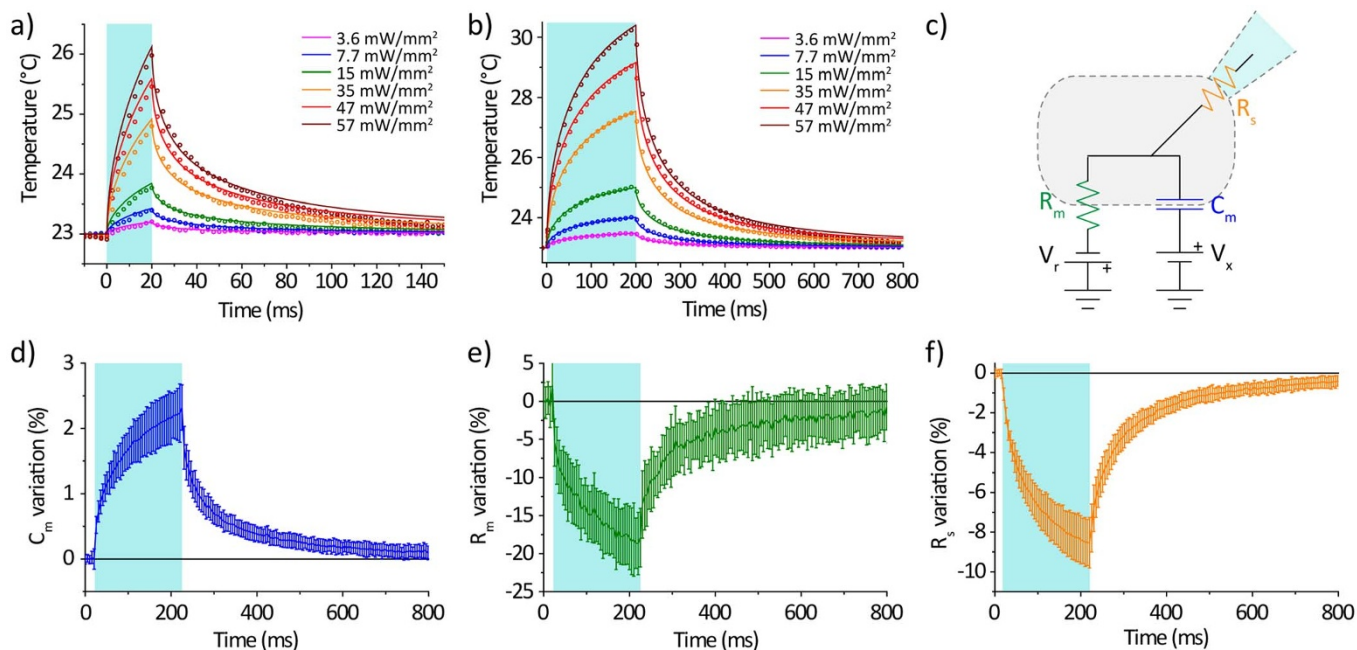 a)
26
25
24
23
Temperature (°C)
3.6 mW/mm²
7.7 mW/mm²
15 mW/mm²
35 mW/mm²
47 mW/mm²
57 mW/mm²
0 20 40 60 80 100 120 140
Time (ms)
b)
30
28
26
24
Temperature (°C)
3.6 mW/mm²
7.7 mW/mm²
15 mW/mm²
35 mW/mm²
47 mW/mm²
57 mW/mm²
0 100 200 300 400 500 600 700 800
Time (ms)
c)
Rs
Rm
Cm
Vr
+
+
Vx
d)
3
2
1
0
Cm variation (%)
0 200 400 600 800
Time (ms)
e)
5
0
-5
-10
-15
-20
-25
Rm variation (%)
0 200 400 600 800
Time (ms)
f)
0
-2
-4
-6
-8
-10
Rs variation (%)
0 200 400 600 800
Time (ms)